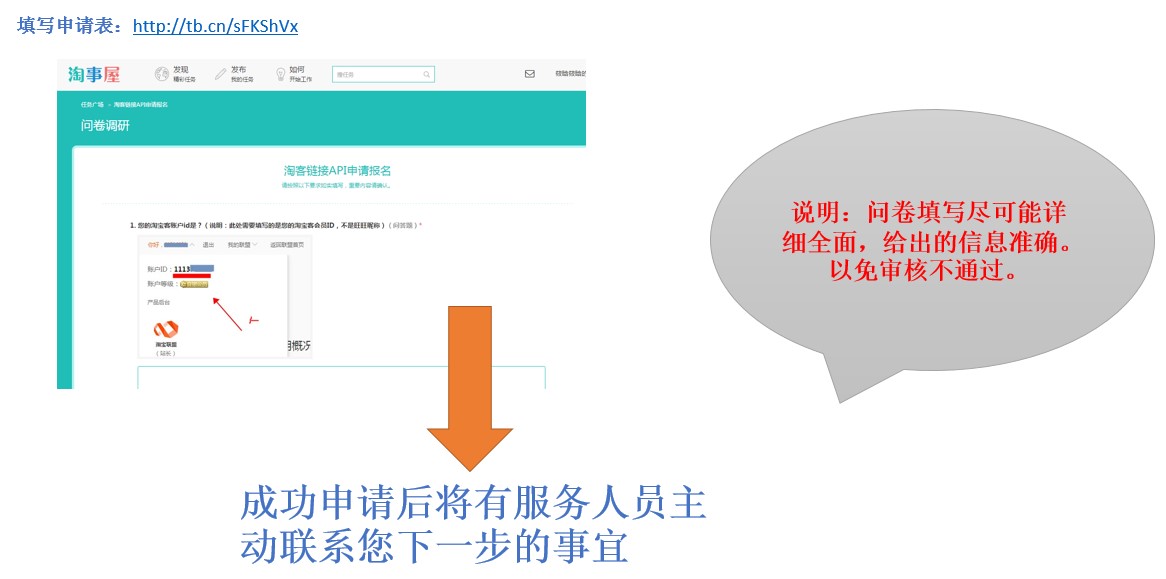 填写申请表：http://tb.cn/sFKShVx
淘事屋
发现
精彩任务
发布
我的任务
如何
开始工作
搜任务
任务广场 > 淘客链接API申请报名
问卷调研
淘客链接API申请报名
请按照以下要求如实填写，重要内容请确认。
1. 您的淘宝客账户id是？（说明：此处需要填写的是您的淘宝客会员ID，不是旺旺昵称）(问答题) *
你好，
退出
我的联盟
返回联盟首页
账户ID：1113
账户等级：
产品后台
淘宝联盟
（站长）
月概况
说明：问卷填写尽可能详
细全面，给出的信息准确。
以免审核不通过。
成功申请后将有服务人员主
动联系您下一步的事宜